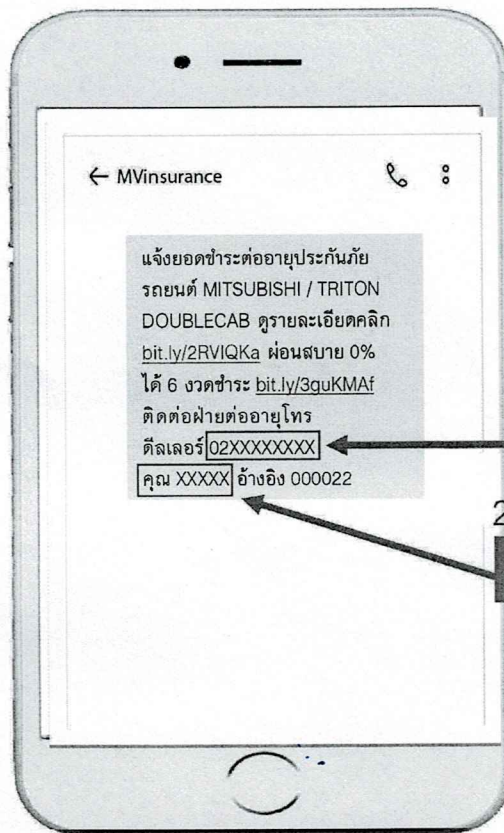 ← MVinsurance
แจ้งยอดชำระต่ออายุประกันภัย
รถยนต์ MITSUBISHI / TRITON
DOUBLECAB ดูรายละเอียดคลิก
bit.ly/2RVIQKa ผ่อนสบาย 0%
ได้ 6 งวดชำระ bit.ly/3guKMAf
ติดต่อฝ่ายต่ออายุโทร
ดีลเลอร์ 02XXXXXXXX
คุณ XXXXX อ้างอิง 000022
2